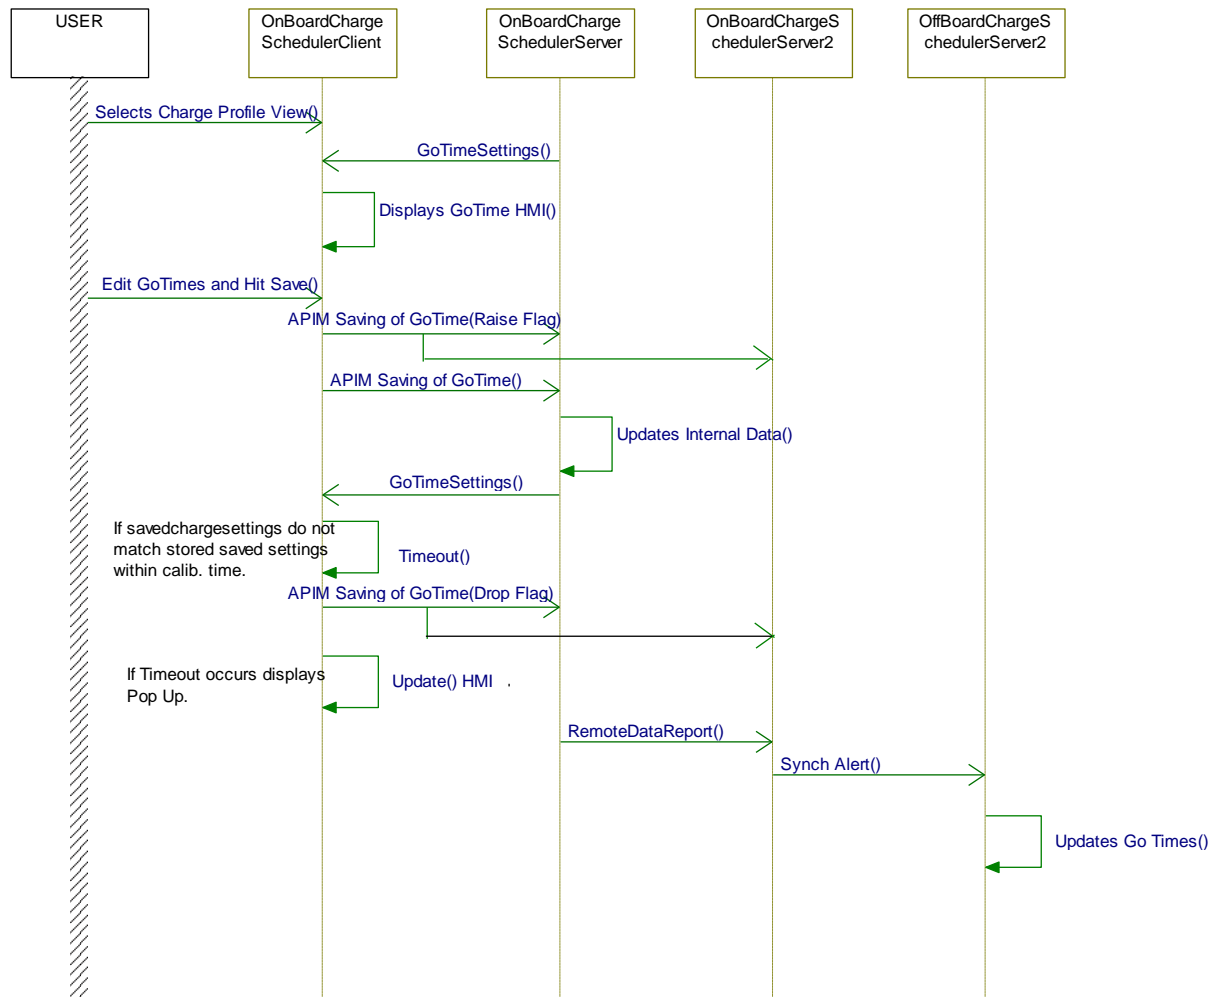 USER
OnBoardCharge
SchedulerClient
OnBoardCharge
SchedulerServer
OnBoardChargeS
chedulerServer2
OffBoardChargeS
chedulerServer2
Selects Charge Profile View()
GoTimeSettings()
Displays GoTime HMI()
Edit GoTimes and Hit Save()
APIM Saving of GoTime(Raise Flag)
APIM Saving of GoTime()
Updates Internal Data()
GoTimeSettings()
If savedchargesettings do not
match stored saved settings
within calib. time.
Timeout()
APIM Saving of GoTime(Drop Flag)
If Timeout occurs displays
Pop Up.
Update() HMI .
RemoteDataReport()
Synch Alert()
Updates Go Times()